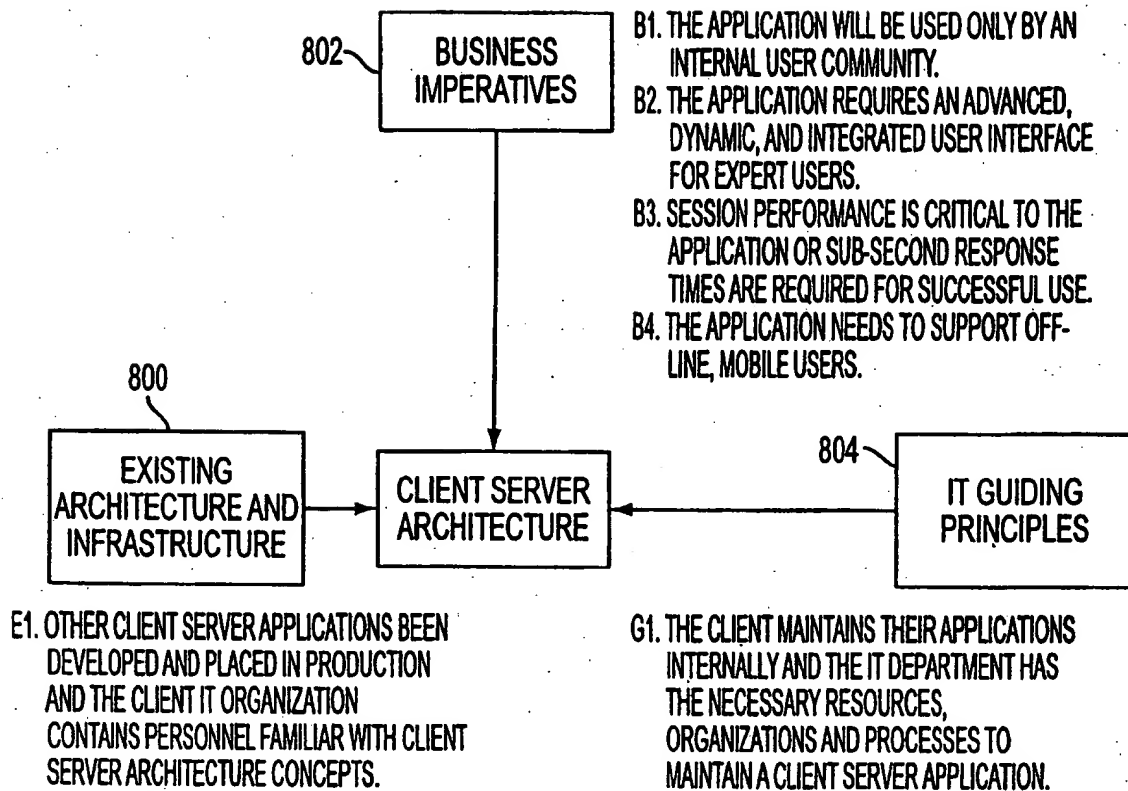 802
BUSINESS
IMPERATIVES
B1. THE APPLICATION WILL BE USED ONLY BY AN
INTERNAL USER COMMUNITY.
B2. THE APPLICATION REQUIRES AN ADVANCED,
DYNAMIC, AND INTEGRATED USER INTERFACE
FOR EXPERT USERS.
B3. SESSION PERFORMANCE IS CRITICAL TO THE
APPLICATION OR SUB-SECOND RESPONSE
TIMES ARE REQUIRED FOR SUCCESSFUL USE.
B4. THE APPLICATION NEEDS TO SUPPORT OFF-
LINE, MOBILE USERS.
800
EXISTING
ARCHITECTURE AND
INFRASTRUCTURE
CLIENT SERVER
ARCHITECTURE
804
IT GUIDING
PRINCIPLES
E1. OTHER CLIENT SERVER APPLICATIONS BEEN
DEVELOPED AND PLACED IN PRODUCTION
AND THE CLIENT IT ORGANIZATION
CONTAINS PERSONNEL FAMILIAR WITH CLIENT
SERVER ARCHITECTURE CONCEPTS.
G1. THE CLIENT MAINTAINS THEIR APPLICATIONS
INTERNALLY AND THE IT DEPARTMENT HAS
THE NECESSARY RESOURCES,
ORGANIZATIONS AND PROCESSES TO
MAINTAIN A CLIENT SERVER APPLICATION.